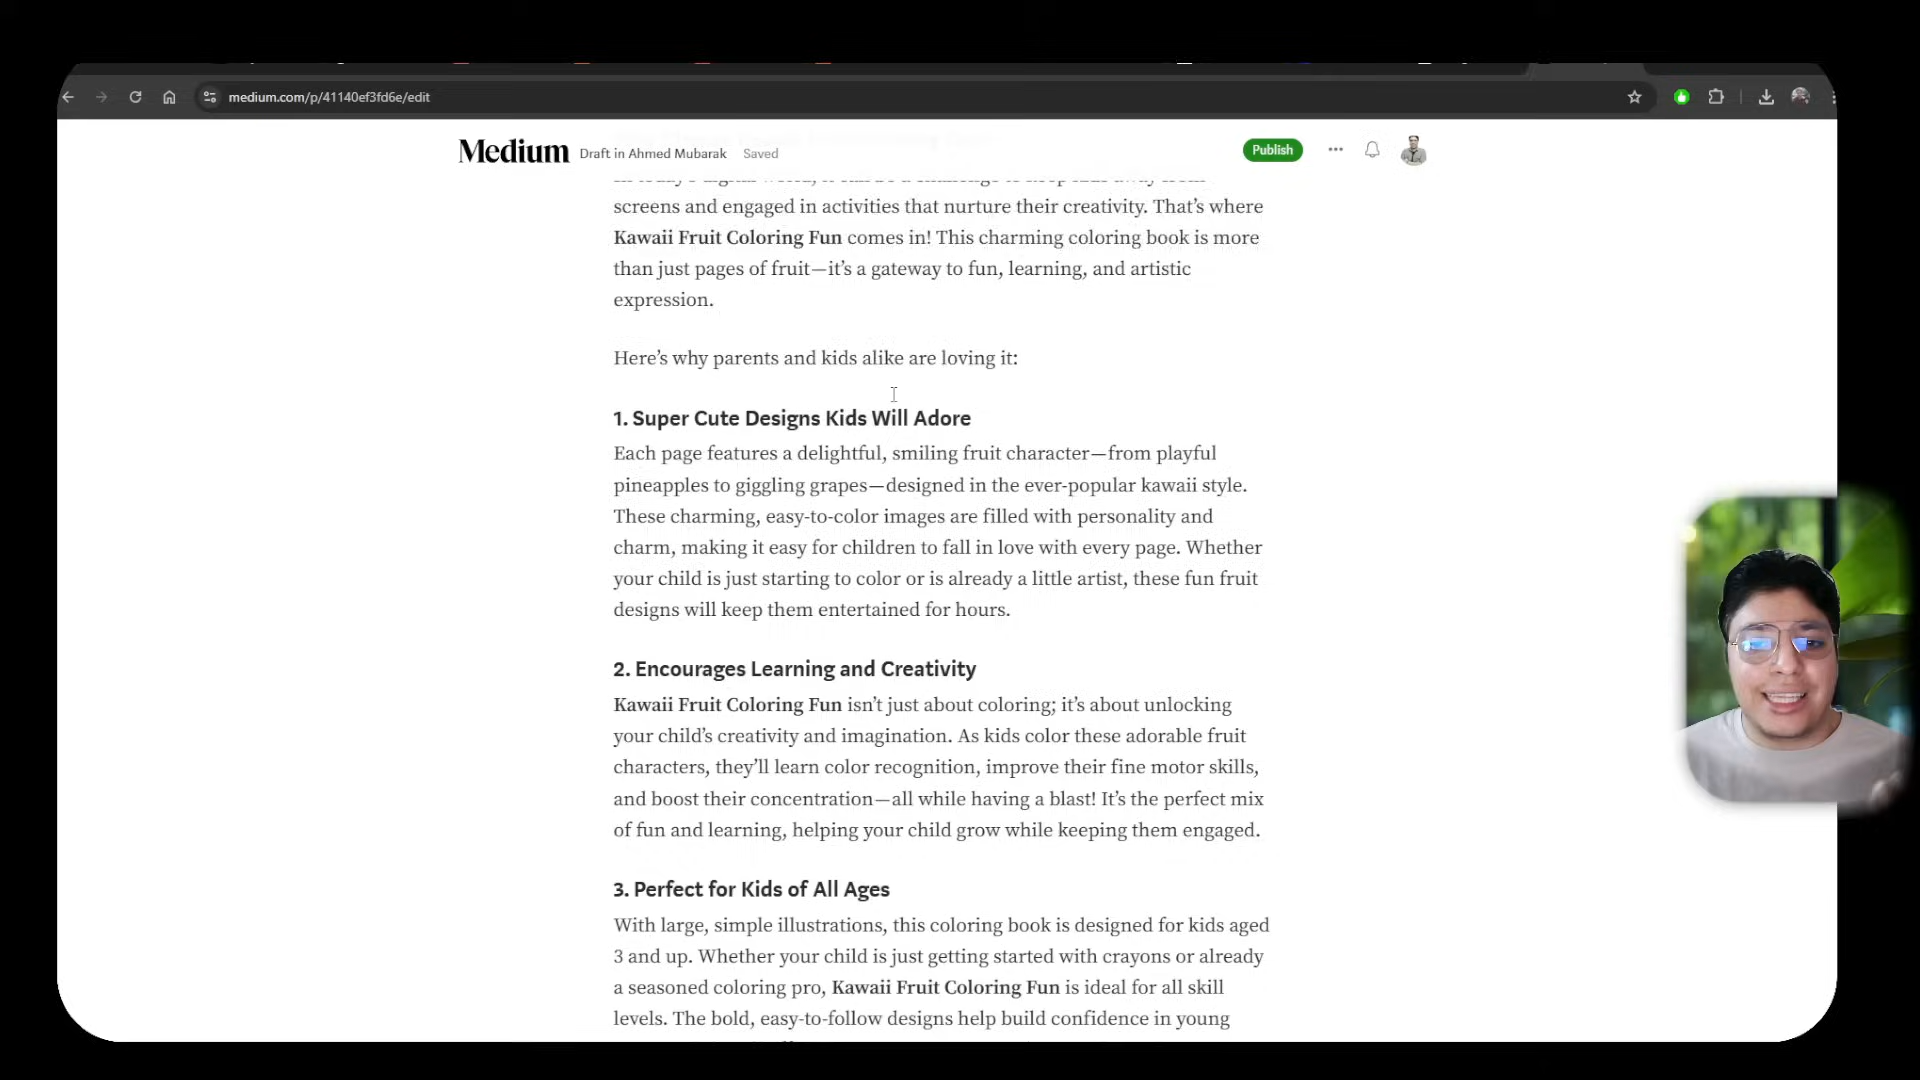 medium.com/p/41140ef3fd6e/edit
Medium Draft in Ahmed Mubarak Saved Publish
screens and engaged in activities that nurture their creativity. That’s where
Kawaii Fruit Coloring Fun comes in! This charming coloring book is more
than just pages of fruit—it’s a gateway to fun, learning, and artistic
expression.
Here’s why parents and kids alike are loving it:
1. Super Cute Designs Kids Will Adore
Each page features a delightful, smiling fruit character—from playful
pineapples to giggling grapes—designed in the ever-popular kawaii style.
These charming, easy-to-color images are filled with personality and
charm, making it easy for children to fall in love with every page. Whether
your child is just starting to color or is already a little artist, these fun fruit
designs will keep them entertained for hours.
2. Encourages Learning and Creativity
Kawaii Fruit Coloring Fun isn’t just about coloring; it’s about unlocking
your child’s creativity and imagination. As kids color these adorable fruit
characters, they’ll learn color recognition, improve their fine motor skills,
and boost their concentration—all while having a blast! It’s the perfect mix
of fun and learning, helping your child grow while keeping them engaged.
3. Perfect for Kids of All Ages
With large, simple illustrations, this coloring book is designed for kids aged
3 and up. Whether your child is just getting started with crayons or already
a seasoned coloring pro, Kawaii Fruit Coloring Fun is ideal for all skill
levels. The bold, easy-to-follow designs help build confidence in young